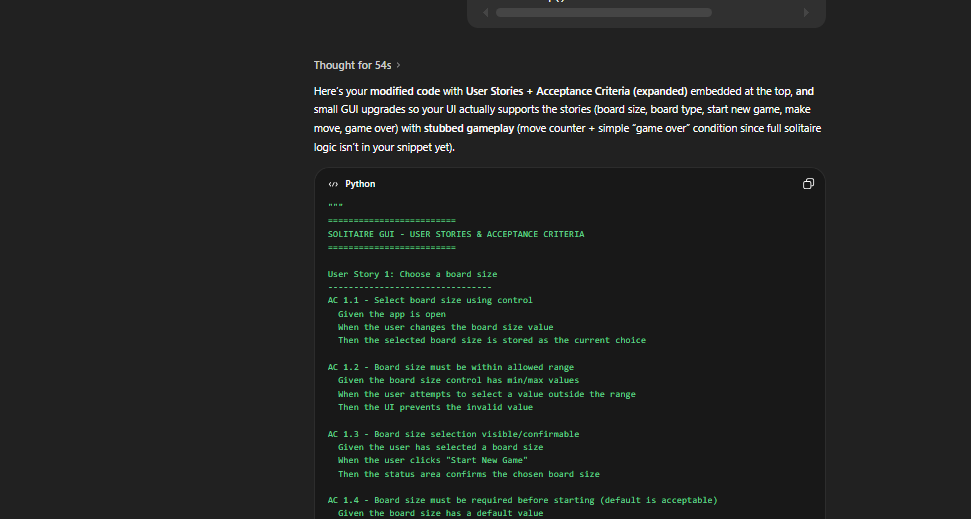 Thought for 54s >
Here's your modified code with User Stories + Acceptance Criteria (expanded) embedded at the top, and
small GUI upgrades so your UI actually supports the stories (board size, board type, start new game, make
move, game over) with stubbed gameplay (move counter + simple "game over" condition since full solitaire
logic isn't in your snippet yet).
</> Python
"""
=========================
SOLITAIRE GUI - USER STORIES & ACCEPTANCE CRITERIA
=========================
User Story 1: Choose a board size
--------------------------------
AC 1.1 - Select board size using control
Given the app is open
When the user changes the board size value
Then the selected board size is stored as the current choice
AC 1.2 - Board size must be within allowed range
Given the board size control has min/max values
When the user attempts to select a value outside the range
Then the UI prevents the invalid value
AC 1.3 - Board size selection visible/confirmable
Given the user has selected a board size
When the user clicks "Start New Game"
Then the status area confirms the chosen board size
AC 1.4 - Board size must be required before starting (default is acceptable)
Given the board size has a default value